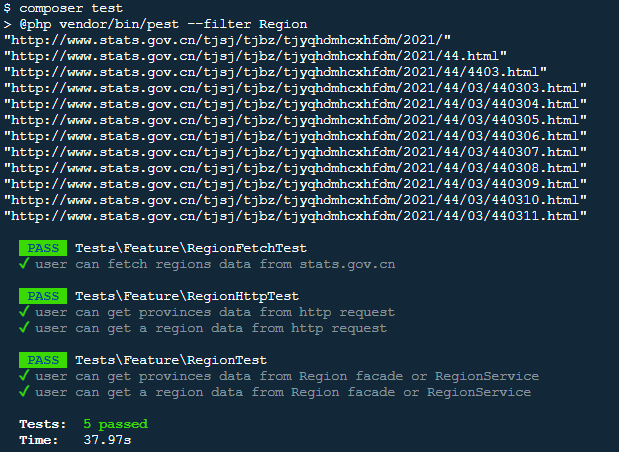 $ composer test
> @php vendor/bin/pest --filter Region
"http://www.stats.gov.cn/tjsj/tjbz/tjyqhdmhcxhfdm/2021/"
"http://www.stats.gov.cn/tjsj/tjbz/tjyqhdmhcxhfdm/2021/44.html"
"http://www.stats.gov.cn/tjsj/tjbz/tjyqhdmhcxhfdm/2021/44/4403.html"
"http://www.stats.gov.cn/tjsj/tjbz/tjyqhdmhcxhfdm/2021/44/03/440303.html"
"http://www.stats.gov.cn/tjsj/tjbz/tjyqhdmhcxhfdm/2021/44/03/440304.html"
"http://www.stats.gov.cn/tjsj/tjbz/tjyqhdmhcxhfdm/2021/44/03/440305.html"
"http://www.stats.gov.cn/tjsj/tjbz/tjyqhdmhcxhfdm/2021/44/03/440306.html"
"http://www.stats.gov.cn/tjsj/tjbz/tjyqhdmhcxhfdm/2021/44/03/440307.html"
"http://www.stats.gov.cn/tjsj/tjbz/tjyqhdmhcxhfdm/2021/44/03/440308.html"
"http://www.stats.gov.cn/tjsj/tjbz/tjyqhdmhcxhfdm/2021/44/03/440309.html"
"http://www.stats.gov.cn/tjsj/tjbz/tjyqhdmhcxhfdm/2021/44/03/440310.html"
"http://www.stats.gov.cn/tjsj/tjbz/tjyqhdmhcxhfdm/2021/44/03/440311.html"
PASS Tests\Feature\RegionFetchTest
✓ user can fetch regions data from stats.gov.cn
PASS Tests\Feature\RegionHttpTest
✓ user can get provinces data from http request
✓ user can get a region data from http request
PASS Tests\Feature\RegionTest
✓ user can get provinces data from Region facade or RegionService
✓ user can get a region data from Region facade or RegionService
Tests: 5 passed
Time: 37.97s